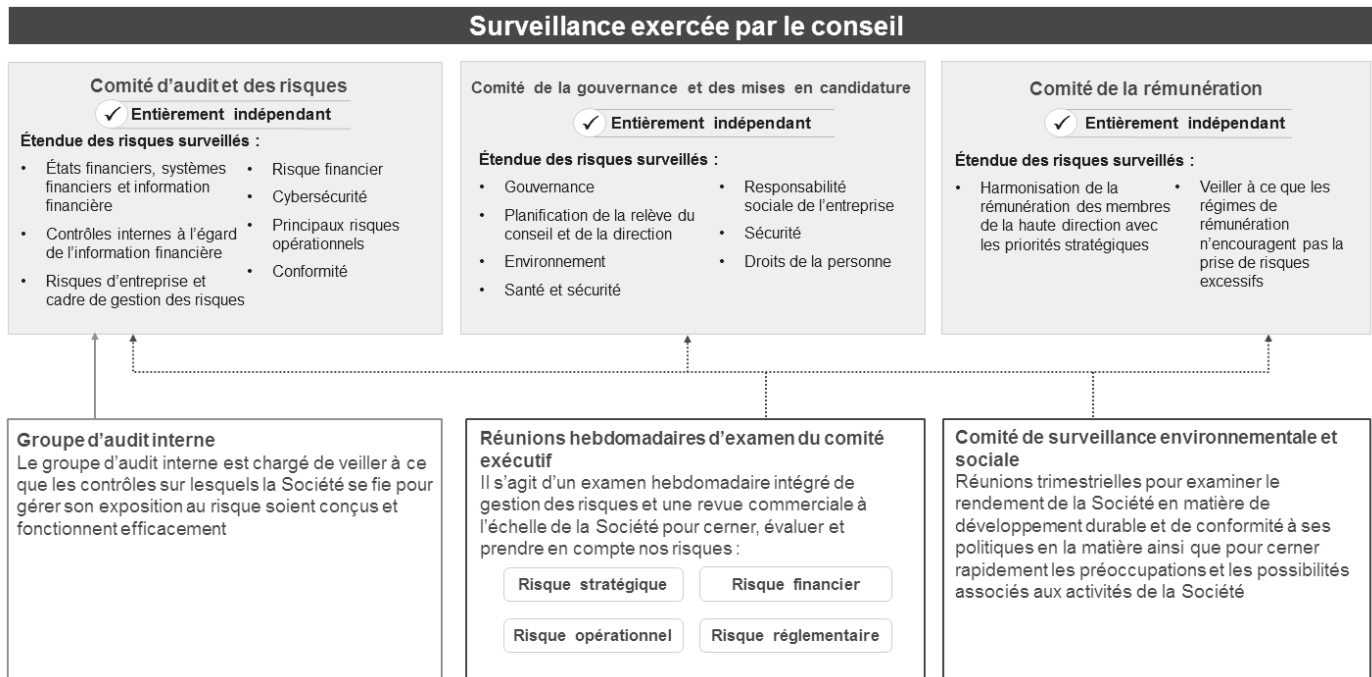 Surveillance exercée par le conseil
Comité d'audit et des risques
Entièrement indépendant
Étendue des risques surveillés :
• États financiers, systèmes
financiers et information
financière
• Contrôles internes à l'égard
de l'information financière
• Risques d'entreprise et
cadre de gestion des risques
• Risque financier
• Cybersécurité
• Principaux risques
opérationnels
• Conformité
Comité de la gouvernance et des mises en candidature
Entièrement indépendant
Étendue des risques surveillés :
• Gouvernance
• Planification de la relève du
conseil et de la direction
• Environnement
• Santé et sécurité
• Responsabilité
sociale de l'entreprise
• Sécurité
• Droits de la personne
Comité de la rémunération
Entièrement indépendant
Étendue des risques surveillés :
• Harmonisation de la
rémunération des membres
de la haute direction avec
les priorités stratégiques
• Veiller à ce que les
régimes de
rémunération
n'encouragent pas la
prise de risques
excessifs
Groupe d'audit interne
Le groupe d'audit interne est chargé de veiller à ce
que les contrôles sur lesquels la Société se fie pour
gérer son exposition au risque soient conçus et
fonctionnent efficacement
Réunions hebdomadaires d'examen du comité
exécutif
Il s'agit d'un examen hebdomadaire intégré de
gestion des risques et une revue commerciale à
l'échelle de la Société pour cerner, évaluer et
prendre en compte nos risques :
Risque stratégique
Risque financier
Risque opérationnel
Risque réglementaire
Comité de surveillance environnementale et
sociale
Réunions trimestrielles pour examiner le
rendement de la Société en matière de
développement durable et de conformité à ses
politiques en la matière ainsi que pour cerner
rapidement les préoccupations et les possibilités
associés aux activités de la Société